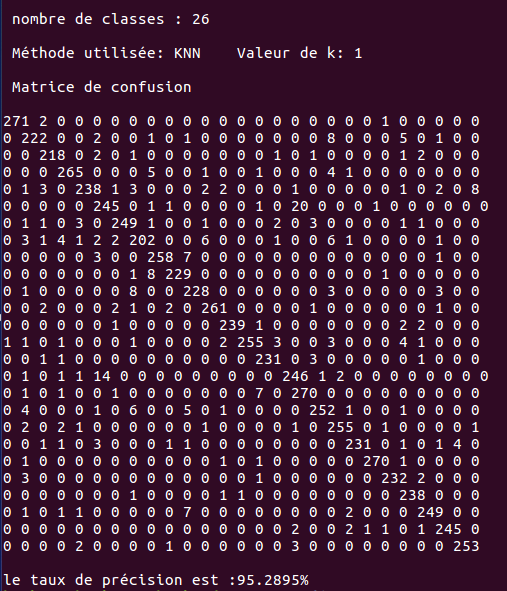 nombre de classes : 26
Méthode utilisée: KNN    Valeur de k: 1
Matrice de confusion
271 2 0 0 0 0 0 0 0 0 0 0 0 0 0 0 0 0 0 0 1 0 0 0 0 0
0 222 0 0 2 0 0 1 0 1 0 0 0 0 0 0 0 8 0 0 0 5 0 1 0 0
0 0 218 0 2 0 1 0 0 0 0 0 0 0 1 0 1 0 0 0 0 1 2 0 0 0
0 0 0 265 0 0 0 5 0 0 1 0 0 1 0 0 0 4 1 0 0 0 0 0 0 0
0 1 3 0 238 1 3 0 0 0 2 2 0 0 0 1 0 0 0 0 0 1 0 2 0 8
0 0 0 0 0 245 0 1 1 0 0 0 0 1 0 20 0 0 0 1 0 0 0 0 0 0
0 1 1 0 3 0 249 1 0 0 1 0 0 0 2 0 3 0 0 0 0 1 1 0 0 0
0 3 1 4 1 2 2 202 0 0 6 0 0 0 1 0 0 6 1 0 0 0 0 1 0 0
0 0 0 0 0 3 0 0 258 7 0 0 0 0 0 0 0 0 0 0 0 0 0 1 0 0
0 0 0 0 0 0 0 1 8 229 0 0 0 0 0 0 0 0 0 0 1 0 0 0 0 0
0 1 0 0 0 0 0 8 0 0 228 0 0 0 0 0 0 3 0 0 0 0 0 3 0 0
0 0 2 0 0 0 2 1 0 2 0 261 0 0 0 0 1 0 0 0 0 0 0 1 0 0
0 0 0 0 0 0 1 0 0 0 0 0 239 1 0 0 0 0 0 0 0 2 2 0 0 0
1 1 0 1 0 0 0 1 0 0 0 0 2 255 3 0 0 3 0 0 0 4 1 0 0 0
0 0 1 1 0 0 0 0 0 0 0 0 0 0 231 0 3 0 0 0 0 0 1 0 0 0
0 1 0 1 1 14 0 0 0 0 0 0 0 0 0 246 1 2 0 0 0 0 0 0 0 0
0 1 0 1 0 0 1 0 0 0 0 0 0 0 7 0 270 0 0 0 0 0 0 0 0 0
0 4 0 0 0 1 0 6 0 0 5 0 1 0 0 0 0 252 1 0 0 1 0 0 0 0
0 2 0 2 1 0 0 0 0 0 0 1 0 0 0 0 1 0 255 0 1 0 0 0 0 1
0 0 1 1 0 3 0 0 0 1 1 0 0 0 0 0 0 0 0 231 0 1 0 1 4 0
0 1 0 0 0 0 0 0 0 0 0 0 1 0 1 0 0 0 0 0 270 1 0 0 0 0
0 3 0 0 0 0 0 0 0 0 0 0 0 0 1 0 0 0 0 0 0 232 2 0 0 0
0 0 0 0 0 0 0 1 0 0 0 0 1 1 0 0 0 0 0 0 0 0 238 0 0 0
0 1 0 1 1 0 0 0 0 0 7 0 0 0 0 0 0 0 0 2 0 0 0 249 0 0
0 0 0 0 0 0 0 0 0 0 0 0 0 0 0 0 2 0 0 2 1 1 0 1 245 0
0 0 0 0 2 0 0 0 0 1 0 0 0 0 0 0 3 0 0 0 0 0 0 0 0 253
le taux de précision est :95.2895%